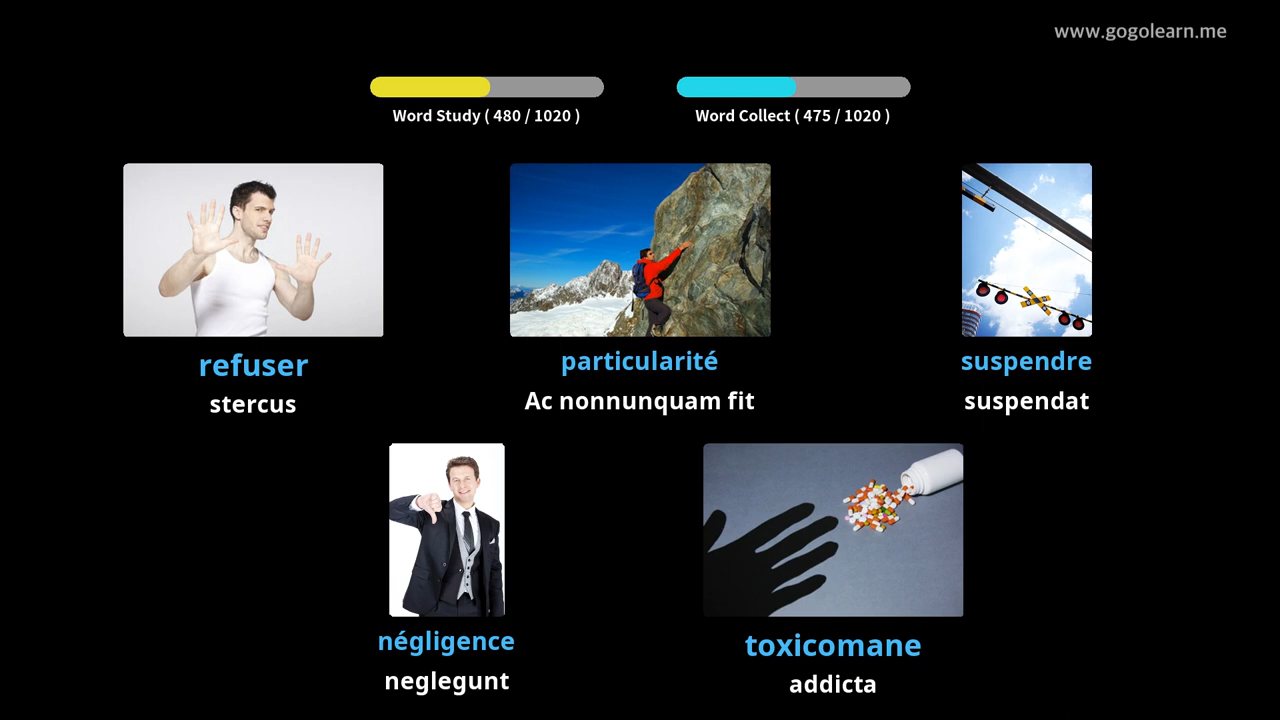 www.gogolearn.me
Word Study ( 480 / 1020 )
Word Collect ( 475 / 1020 )
refuser
stercus
particularité
Ac nonnunquam fit
suspendre
suspendat
négligence
neglegunt
toxicomane
addicta